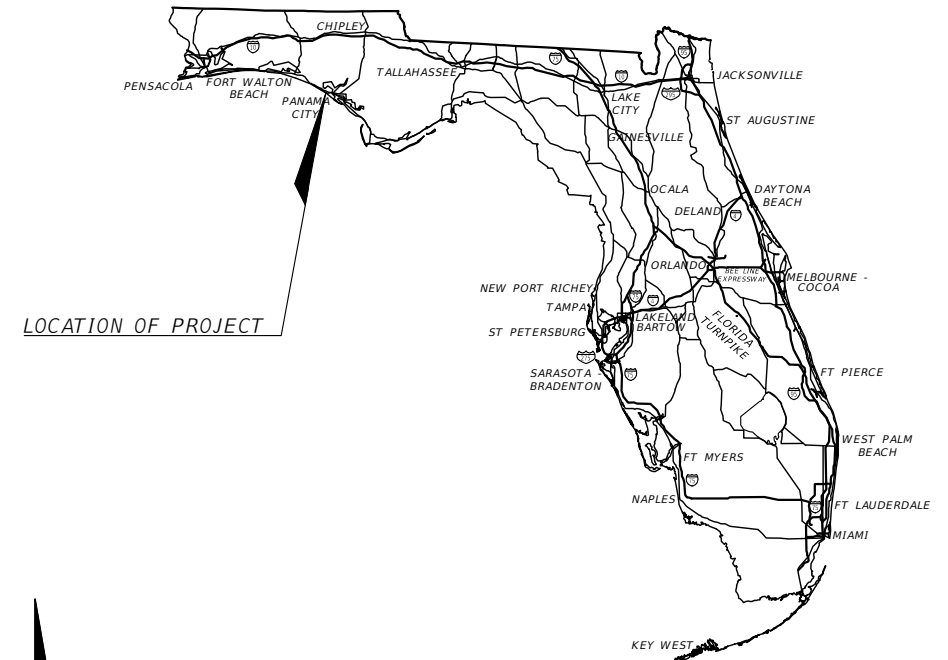 CHIPLEY
TALLAHASSEE
PENSACOLA
FORT WALTON
BEACH
PANAMA
CITY
JACKSONVILLE
LAKE
CITY
ST AUGUSTINE
GAINESVILLE
OCALA
DAYTONA
BEACH
DELAND
ORLANDO
BEE LINE
EXPRESSWAY
MELBOURNE -
COCOA
NEW PORT RICHEY
TAMPA
LAKELAND
BARTOW
ST PETERSBURG
FLORIDA
TURNPIKE
LOCATION OF PROJECT
275
SARASOTA -
BRADENTON
FT PIERCE
WEST PALM
BEACH
FT MYERS
NAPLES
FT LAUDERDALE
MIAMI
KEY WEST